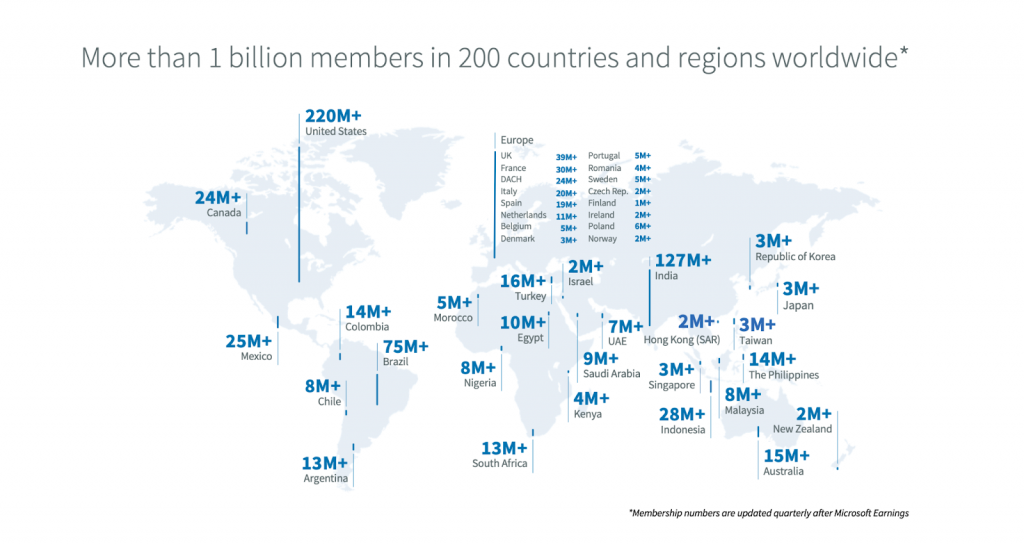 More than 1 billion members in 200 countries and regions worldwide*
220M+
United States
24M+
Canada
Europe
UK 39M+ Portugal 5M+
France 30M+ Romania 4M+
DACH 24M+ Sweden 5M+
Italy 20M+ Czech Rep. 2M+
Spain 19M+ Finland 1M+
Netherlands 11M+ Ireland 2M+
Belgium 5M+ Poland 6M+
Denmark 3M+ Norway 2M+
3M+
Republic of Korea
127M+
India
2M+
Israel
16M+
Turkey
3M+
Japan
5M+
Morocco
14M+
Colombia
10M+
Egypt
7M+
UAE
2M+
Hong Kong (SAR)
3M+
Taiwan
25M+
Mexico
75M+
Brazil
8M+
Nigeria
9M+
Saudi Arabia
3M+
Singapore
14M+
The Philippines
8M+
Chile
4M+
Kenya
28M+
Indonesia
8M+
Malaysia
2M+
New Zealand
13M+
Argentina
13M+
South Africa
15M+
Australia
*Membership numbers are updated quarterly after Microsoft Earnings